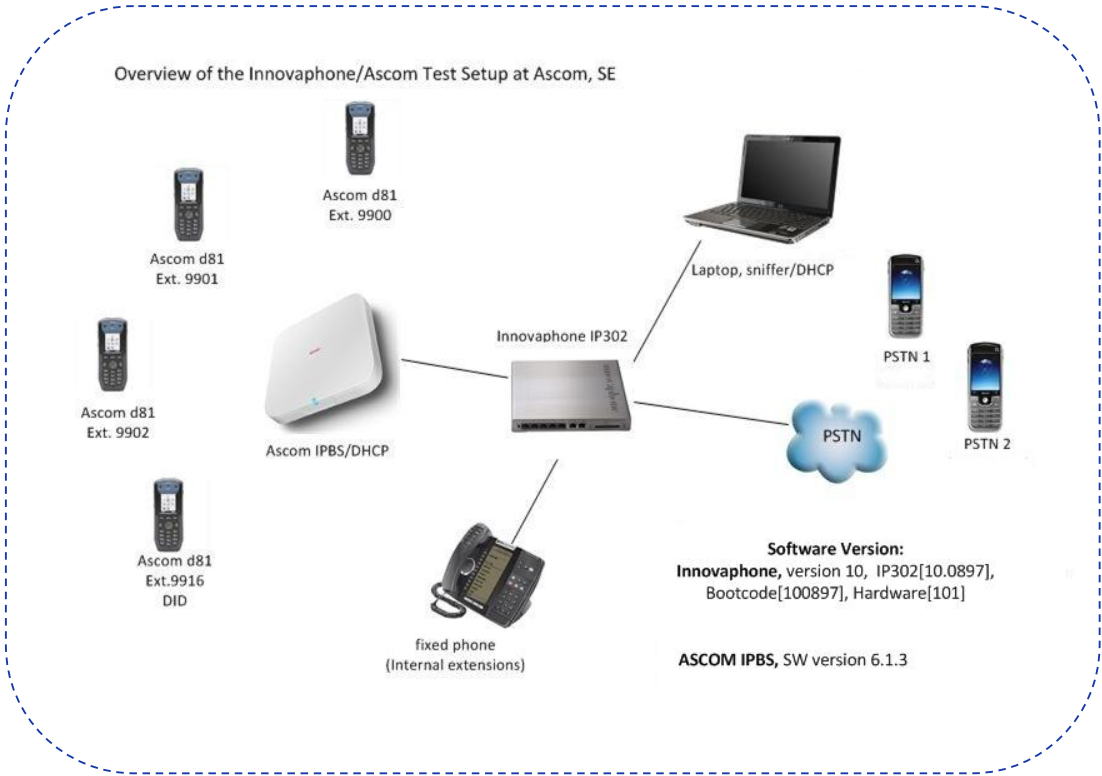 Overview of the Innovaphone/Ascom Test Setup at Ascom, SE
Ascom d81
Ext. 9900
Ascom d81
Ext. 9901
Laptop, sniffer/DHCP
Innovaphone IP302
innovaphone
PSTN 1
Ascom d81
Ext. 9902
Ascom IPBS/DHCP
PSTN
PSTN 2
Ascom d81
Ext.9916
DID
Software Version:
Innovaphone, version 10, IP302[10.0897],
Bootcode[100897], Hardware[101]
fixed phone
(Internal extensions)
ASCOM IPBS, SW version 6.1.3